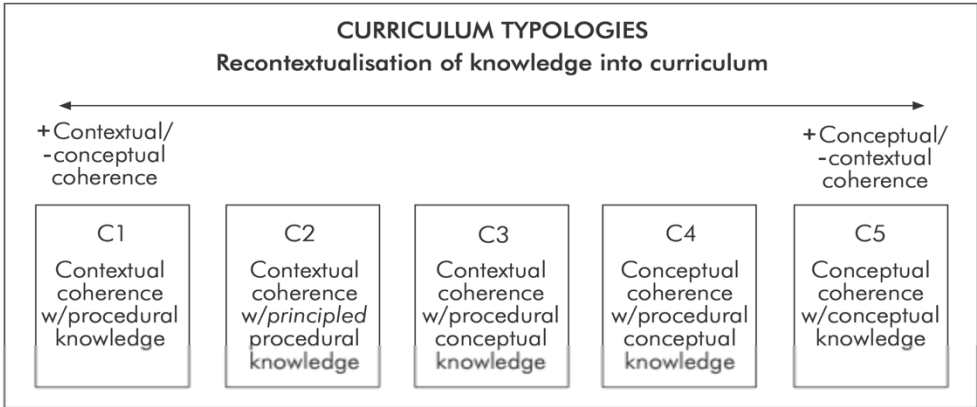 CURRICULUM TYPOLOGIES
Recontextualisation of knowledge into curriculum
+Contextual/
-conceptual
coherence
+Conceptual/
-contextual
coherence
C1
Contextual
coherence
w/procedural
knowledge
C2
Contextual
coherence
w/principled
procedural
knowledge
C3
Contextual
coherence
w/procedural
conceptual
knowledge
C4
Conceptual
coherence
w/procedural
conceptual
knowledge
C5
Conceptual
coherence
w/conceptual
knowledge